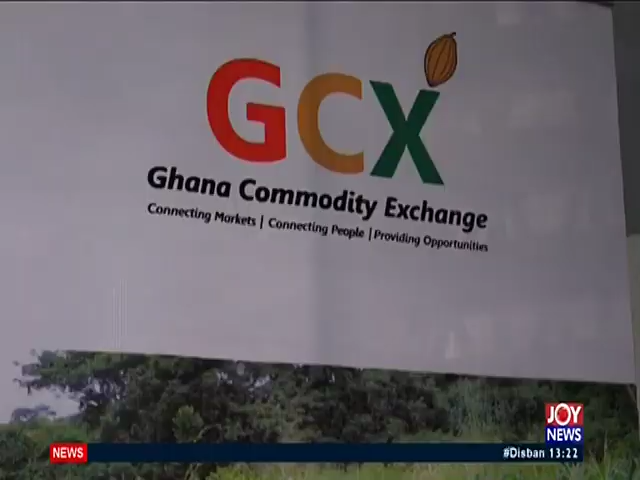 GCX
Ghana Commodity Exchange
Connecting Markets | Connecting People | Providing Opportunities
JOY
NEWS
NEWS
#Disban 13:22